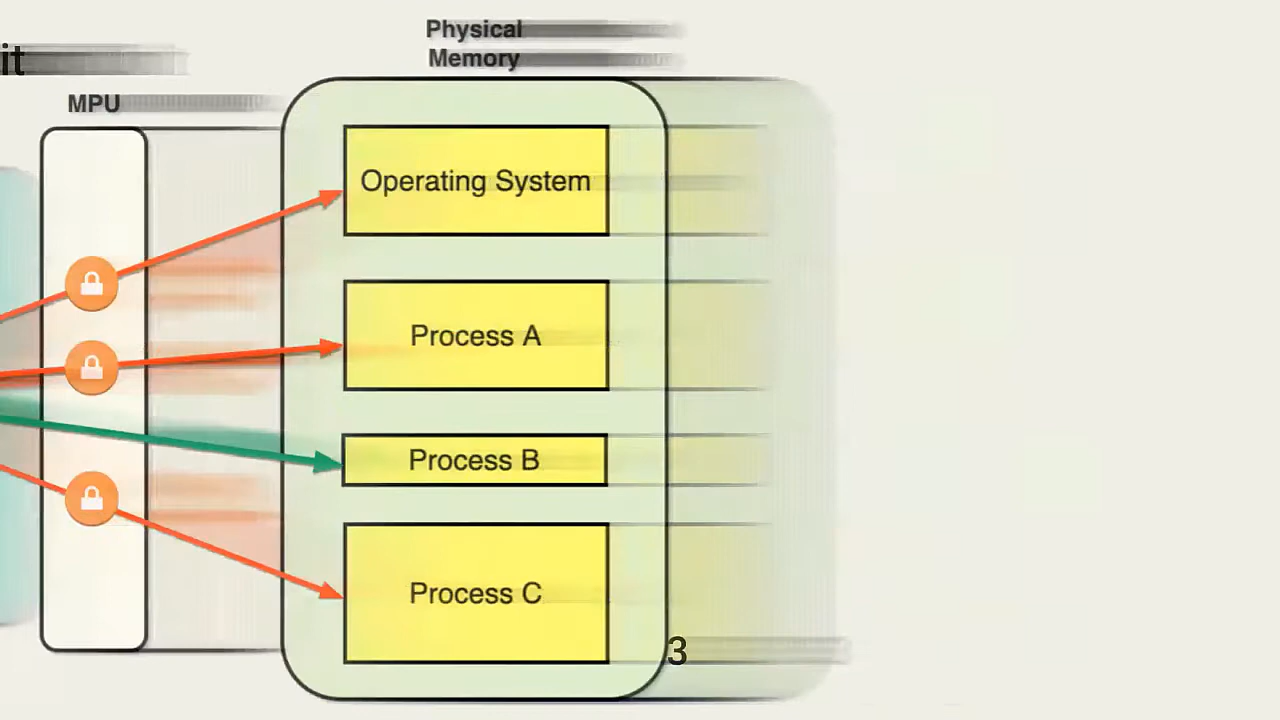 it
Physical
Memory
MPU
Operating System
Process A
Process B
Process C
3